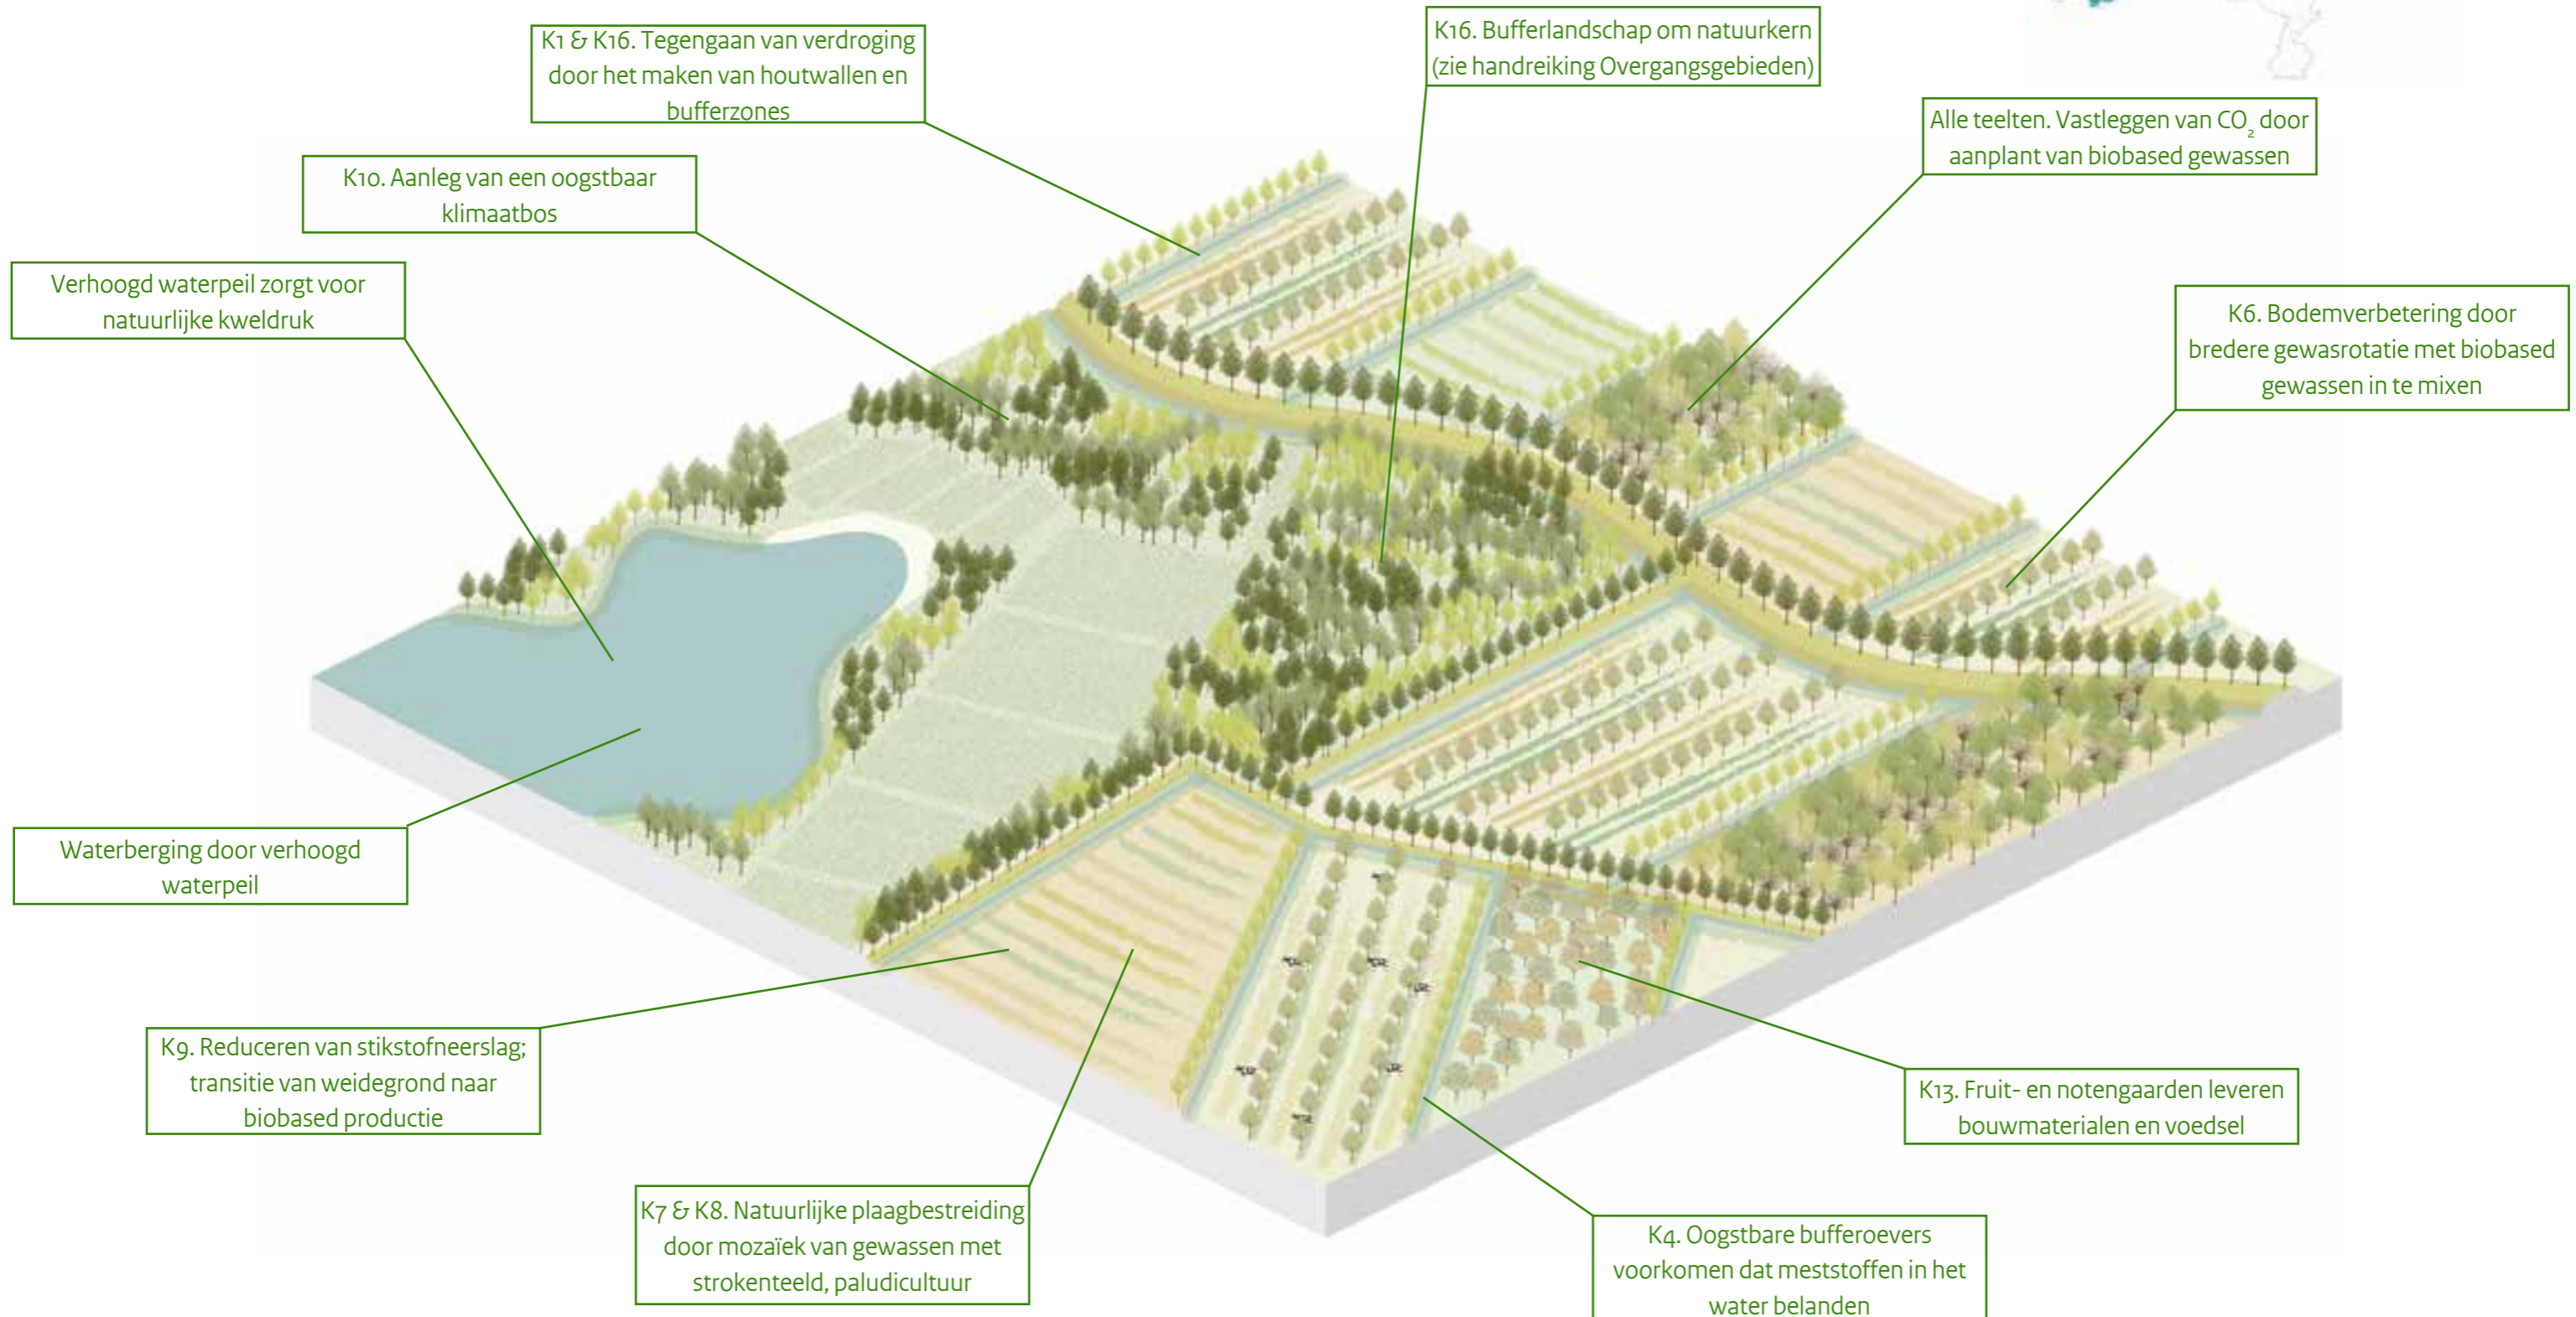 K1 & K16. Tegengaan van verdroging
door het maken van houtwallen en
bufferzones
K16. Bufferlandschap om natuurkern
(zie handreiking Overgangsgebieden)
Alle teelten. Vastleggen van CO₂ door
aanplant van biobased gewassen
K10. Aanleg van een oogstbaar
klimaatbos
Verhoogd waterpeil zorgt voor
natuurlijke kweldruk
K6. Bodemverbetering door
bredere gewasrotatie met biobased
gewassen in te mixen
Waterberging door verhoogd
waterpeil
K9. Reduceren van stikstofneerslag;
transitie van weidegrond naar
biobased productie
K13. Fruit- en notengaarden leveren
bouwmaterialen en voedsel
K7 & K8. Natuurlijke plaagbestreiding
door mozaïek van gewassen met
strokenteeld, paludicultuur
K4. Oogstbare bufferoevers
voorkomen dat meststoffen in het
water belanden